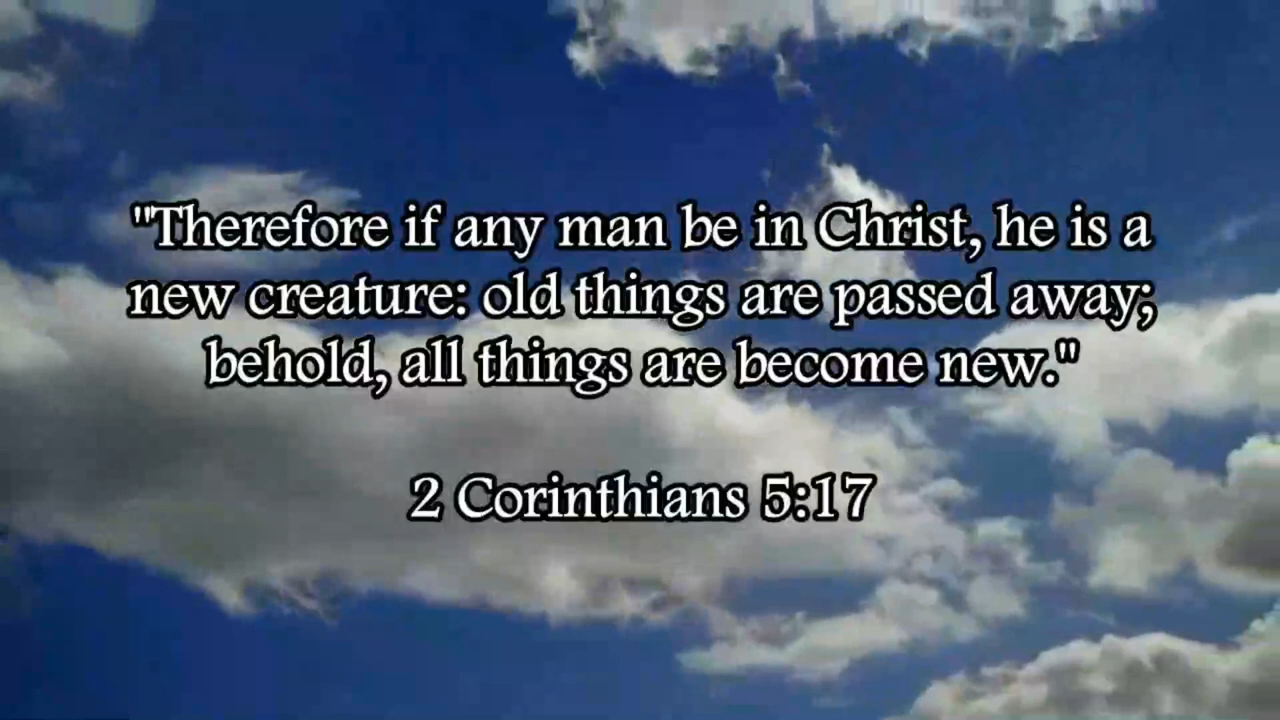 "Therefore if any man be in Christ, he is a
new creature: old things are passed away;
behold, all things are become new."
2 Corinthians 5:17